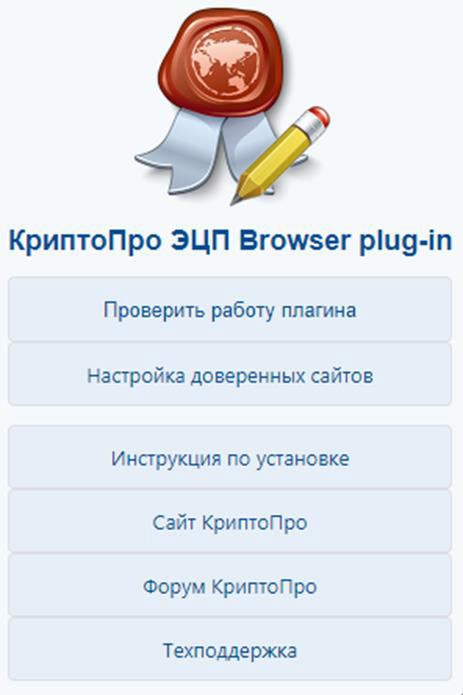 КриптоПро ЭЦП Browser plug-in
Проверить работу плагина
Настройка доверенных сайтов
Инструкция по установке
Сайт КриптоПро
Форум КриптоПро
Техподдержка